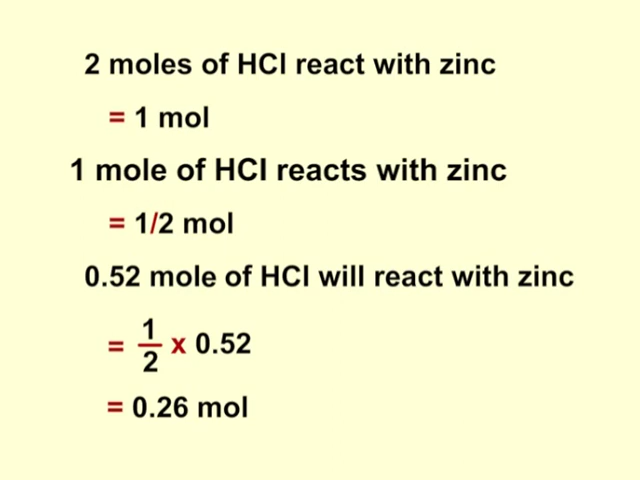 2 moles of HCl react with zinc
= 1 mol
1 mole of HCl reacts with zinc
= 1/2 mol
0.52 mole of HCl will react with zinc
= 1/2 x 0.52
= 0.26 mol